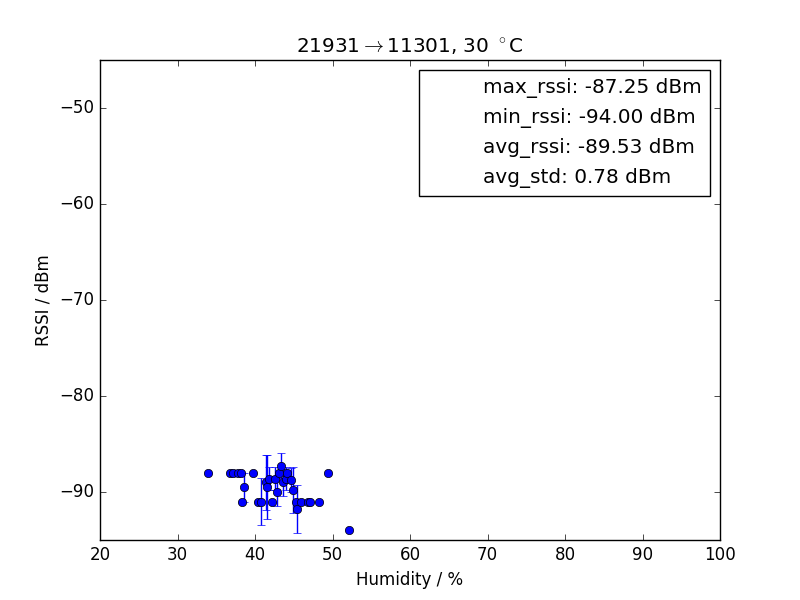 21931→11301, 30 °C
max_rssi: -87.25 dBm
min_rssi: -94.00 dBm
avg_rssi: -89.53 dBm
avg_std: 0.78 dBm
−50
−60
−70
−80
−90
RSSI / dBm
20 30 40 50 60 70 80 90 100
Humidity / %